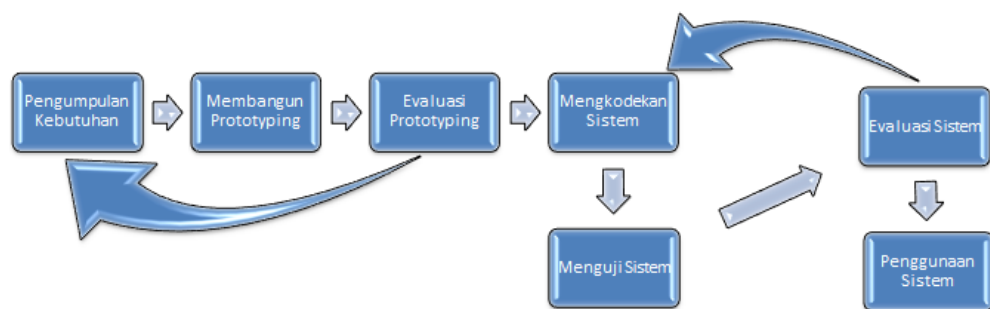 Pengumpulan
Kebutuhan
Membangun
Prototyping
Evaluasi
Prototyping
Mengkodekan
Sistem
Evaluasi Sistem
Menguji Sistem
Penggunaan
Sistem